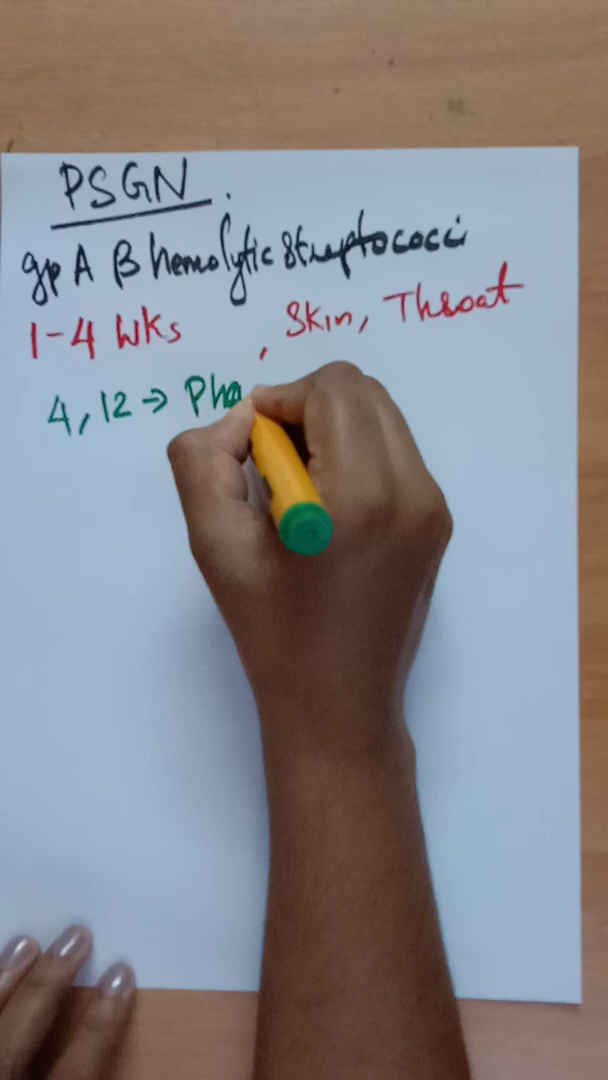 PSGN.
gp A β hemolytic streptococci
1-4 Wks , Skin, Throat
4, 12 → Pha